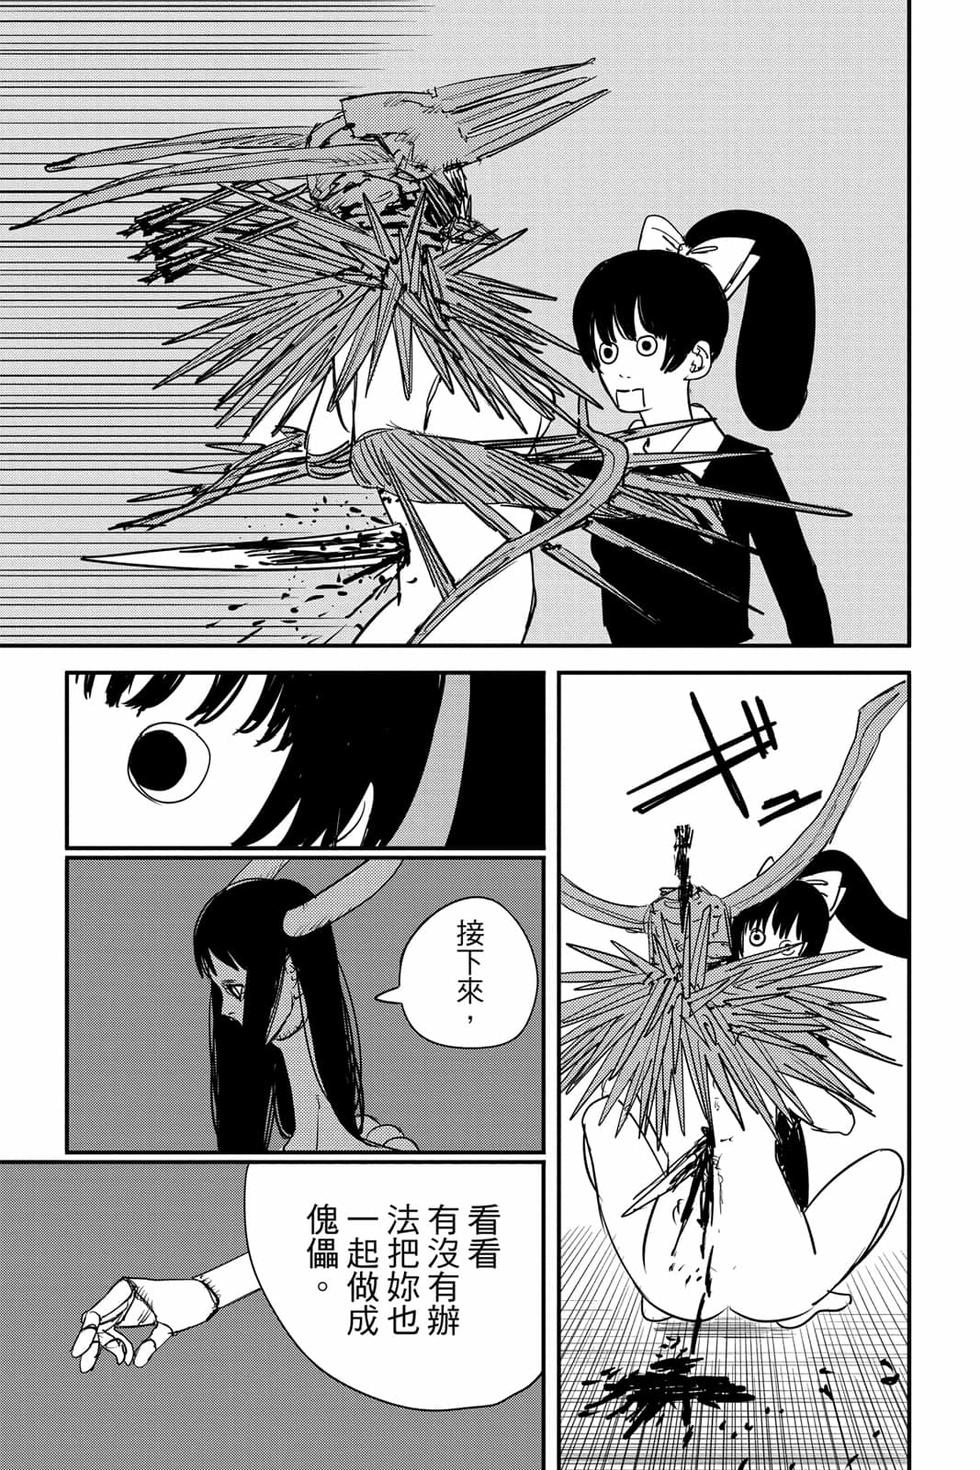 接下來，
看看
有沒有辦
法把妳也
一起做成
傀儡。